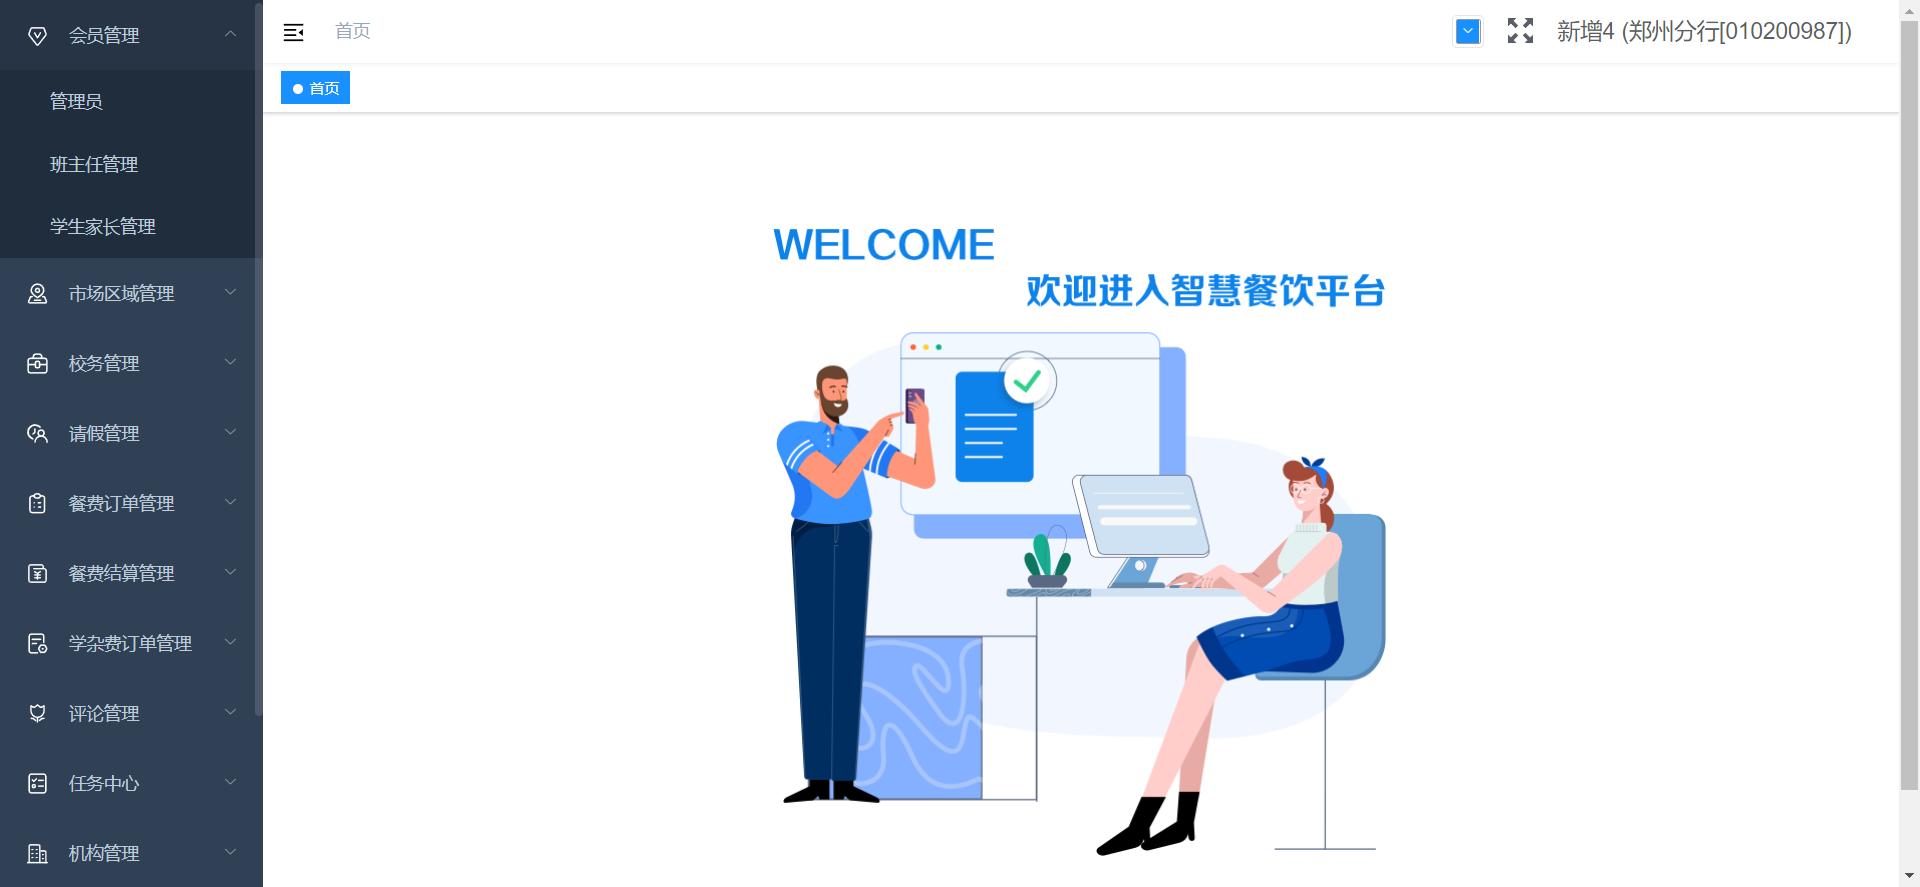 会员管理
管理员
班主任管理
学生家长管理
市场区域管理
校务管理
请假管理
餐费订单管理
餐费结算管理
学杂费订单管理
评论管理
任务中心
机构管理
首页
新增4 (郑州分行[010200987])
首页
WELCOME
欢迎进入智慧餐饮平台